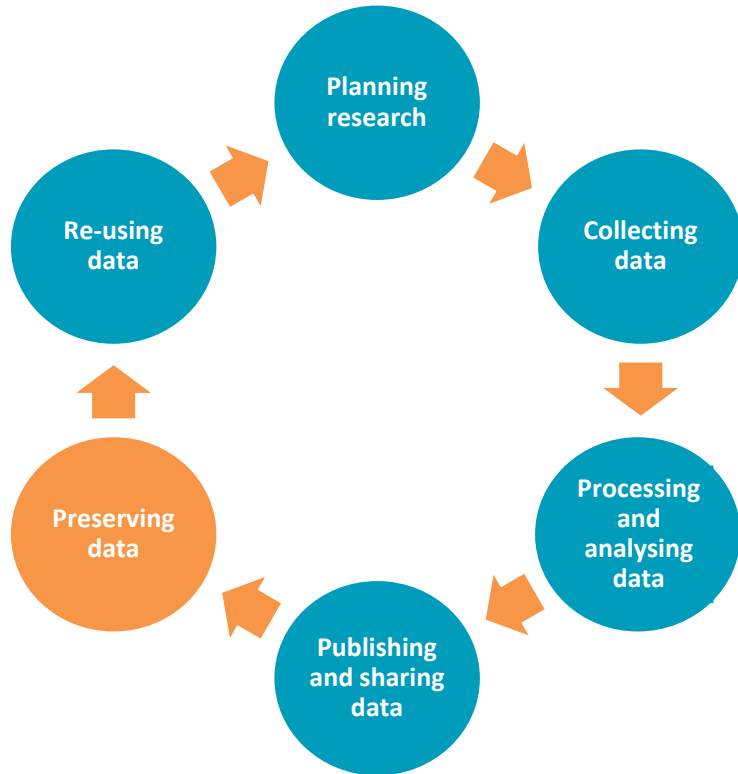 Planning
research
Collecting
data
Processing
and
analysing
data
Publishing
and sharing
data
Preserving
data
Re-using
data